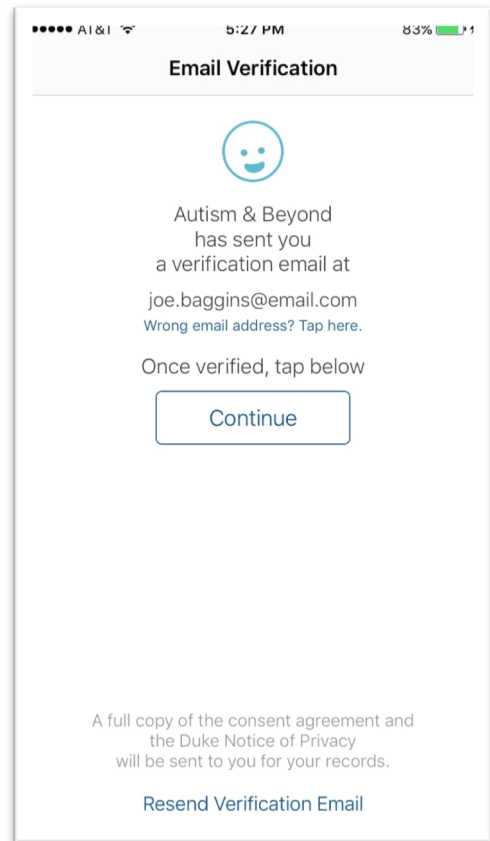 AT&T 5:27 PM 83%
Email Verification
Autism & Beyond
has sent you
a verification email at
joe.baggins@email.com
Wrong email address? Tap here.
Once verified, tap below
Continue
A full copy of the consent agreement and
the Duke Notice of Privacy
will be sent to you for your records.
Resend Verification Email